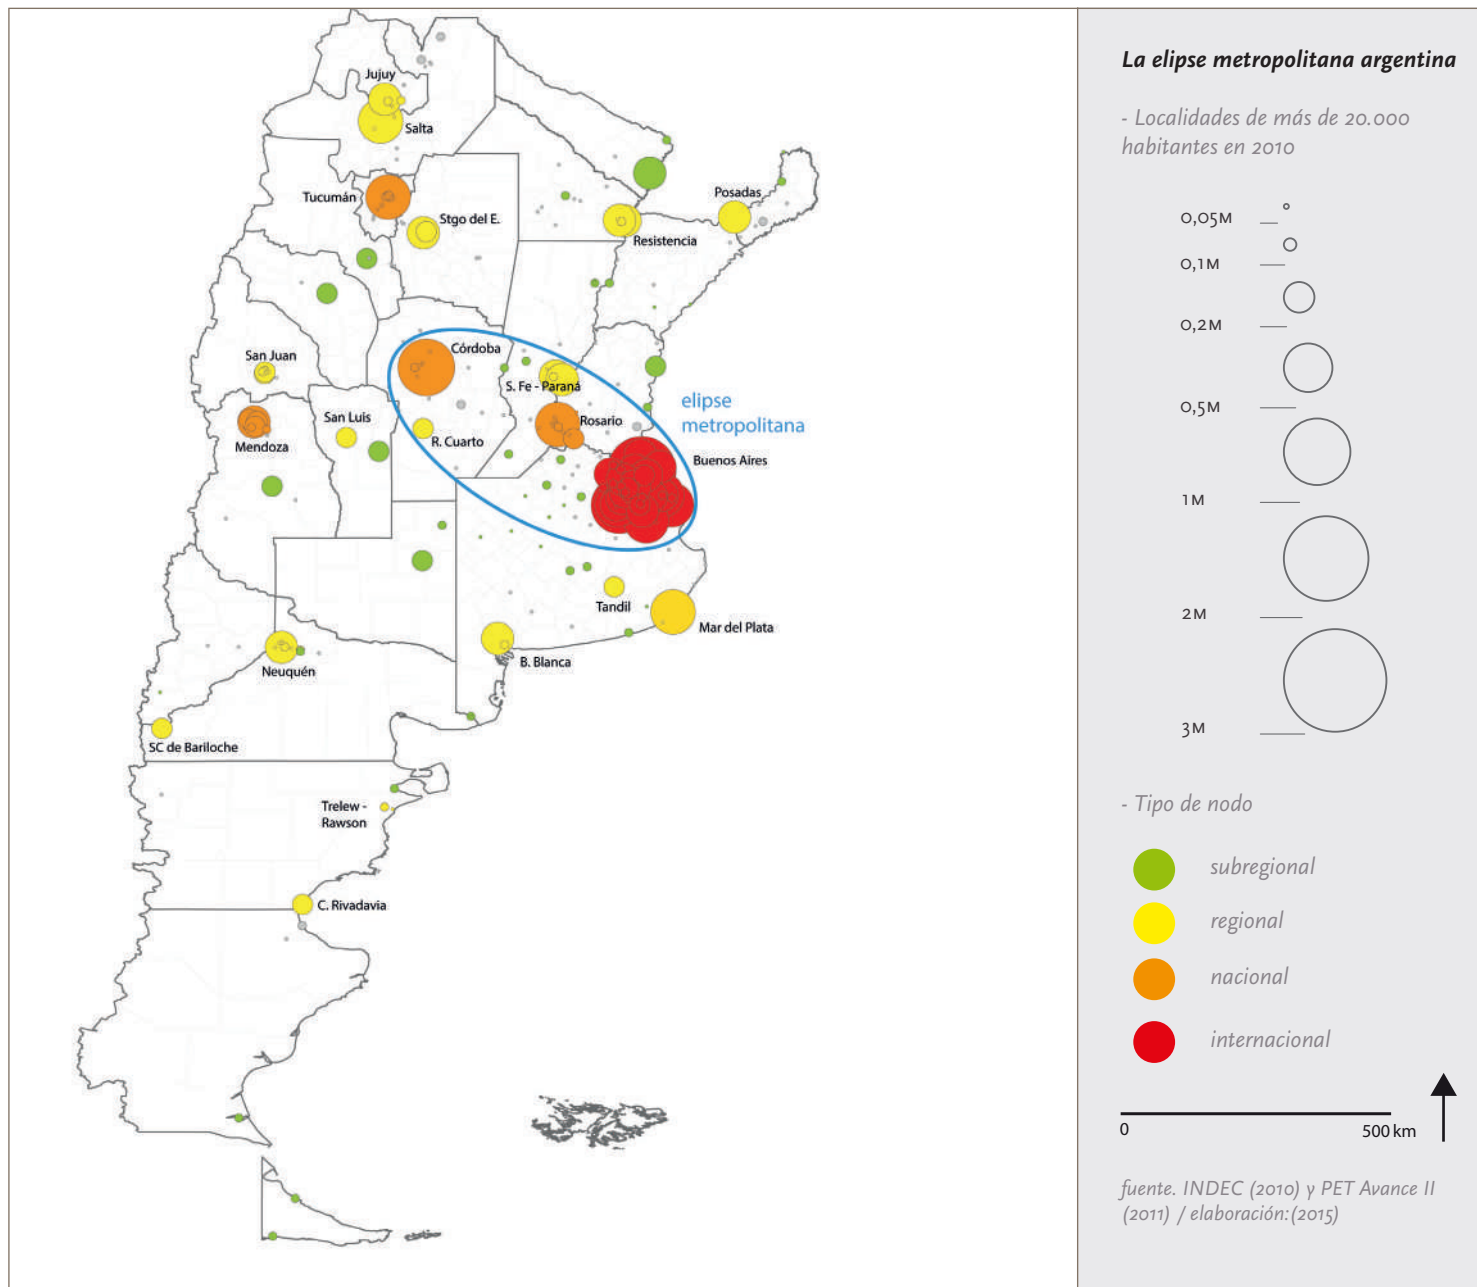 Jujuy
Salta
Tucumán
Stgo del E.
Posadas
Resistencia
San Juan
Córdoba
S. Fe - Paraná
elipse
metropolitana
Mendoza
San Luis
R. Cuarto
Rosario
Buenos Aires
Tandil
Mar del Plata
B. Blanca
Neuquén
SC de Bariloche
Trelew -
Rawson
C. Rivadavia
La elipse metropolitana argentina
- Localidades de más de 20.000
habitantes en 2010
0,05M
0,1M
0,2M
0,5M
1M
2M
3M
- Tipo de nodo
subregional
regional
nacional
internacional
0
500 km
fuente. INDEC (2010) y PET Avance II
(2011) / elaboración:(2015)